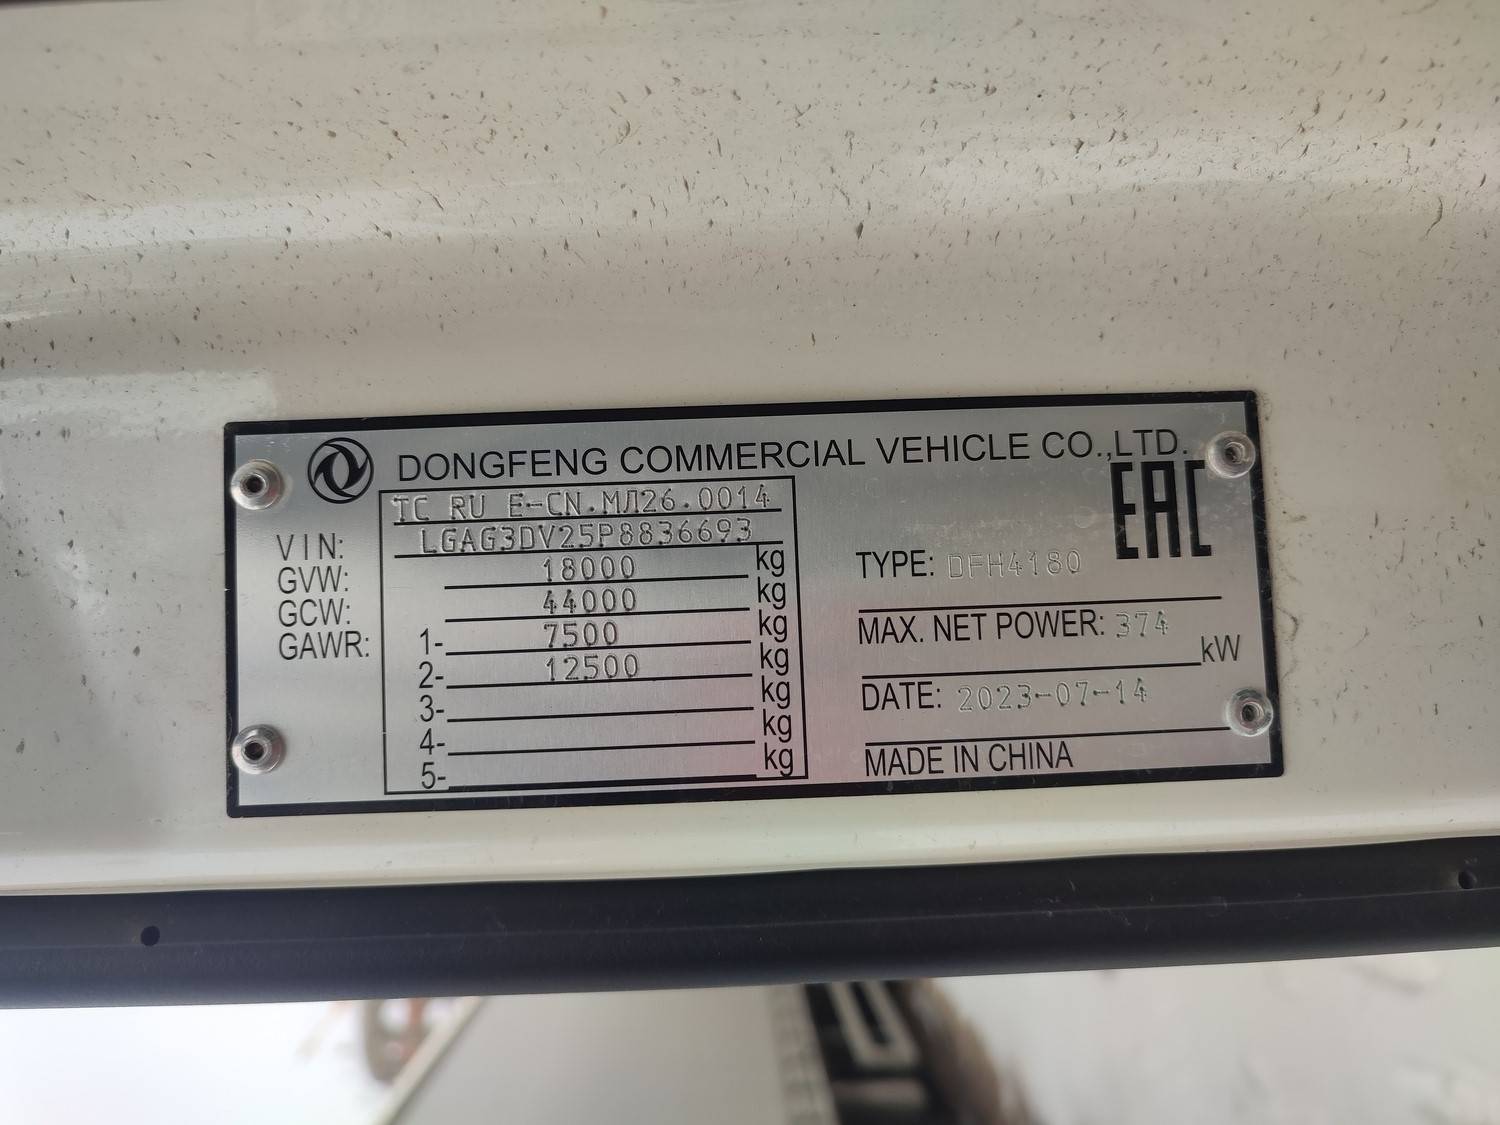 DONGFENG COMMERCIAL VEHICLE CO.,LTD.
EAC
TC RU E-CN.МЛ26.0014
VIN: LGAG3DV25P8836693
GVW: 18000 kg
GCW: 44000 kg
GAWR: 1- 7500 kg
2- 12500 kg
3- kg
4- kg
5- kg
TYPE: DFH4180
MAX. NET POWER: 374 kW
DATE: 2023-07-14
MADE IN CHINA